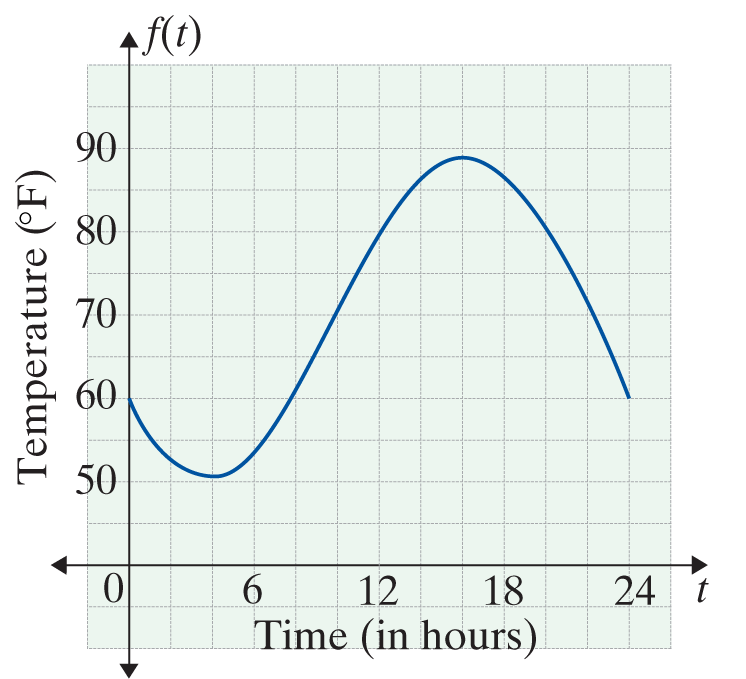 f(t)
90
80
70
60
50
Temperature (°F)
0 6 12 18 24 t
Time (in hours)